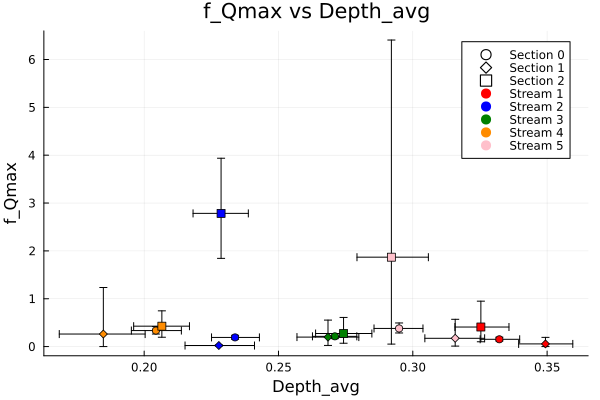 f_Qmax vs Depth_avg
Section 0
Section 1
Section 2
Stream 1
Stream 2
Stream 3
Stream 4
Stream 5
f_Qmax
6
5
4
3
2
1
0
0.20 0.25 0.30 0.35
Depth_avg